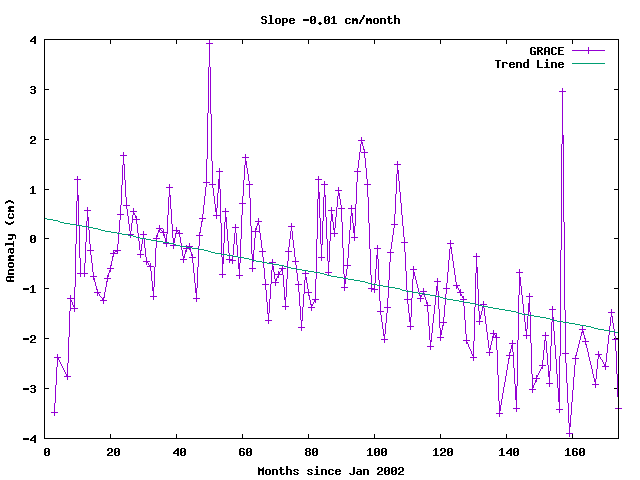 Slope -0.01 cm/month
GRACE
Trend Line
4
3
2
1
0
-1
-2
-3
-4
Anomaly (cm)
0 20 40 60 80 100 120 140 160
Months since Jan 2002